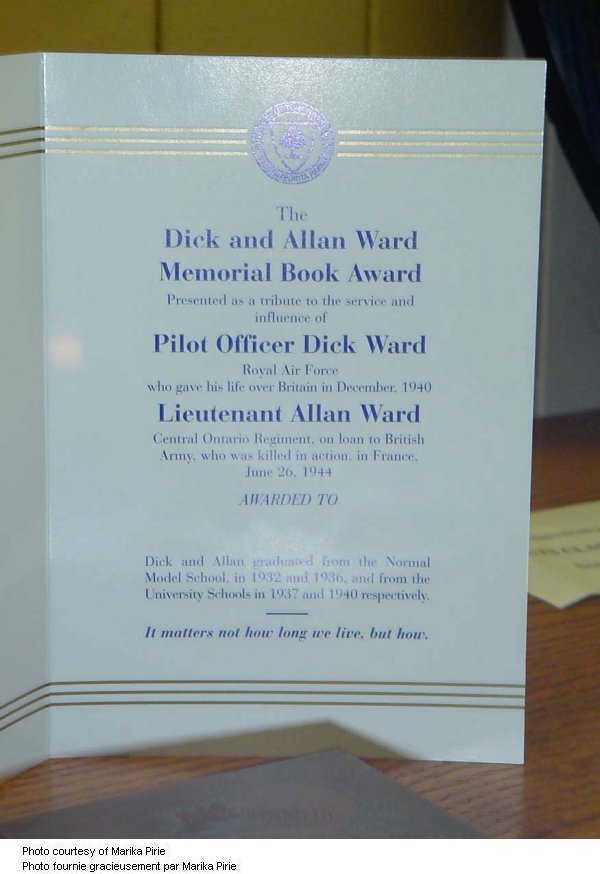 The
Dick and Allan Ward
Memorial Book Award
Presented as a tribute to the service and
influence of
Pilot Officer Dick Ward
Royal Air Force
who gave his life over Britain in December, 1940
Lieutenant Allan Ward
Central Ontario Regiment, on loan to British
Army, who was killed in action, in France,
June 26, 1944
AWARDED TO
Dick and Allan graduated from the Normal
Model School, in 1932 and 1936, and from the
University Schools in 1937 and 1940 respectively.
It matters not how long we live, but how.
Photo courtesy of Marika Pirie
Photo fournie gracieusement par Marika Pirie